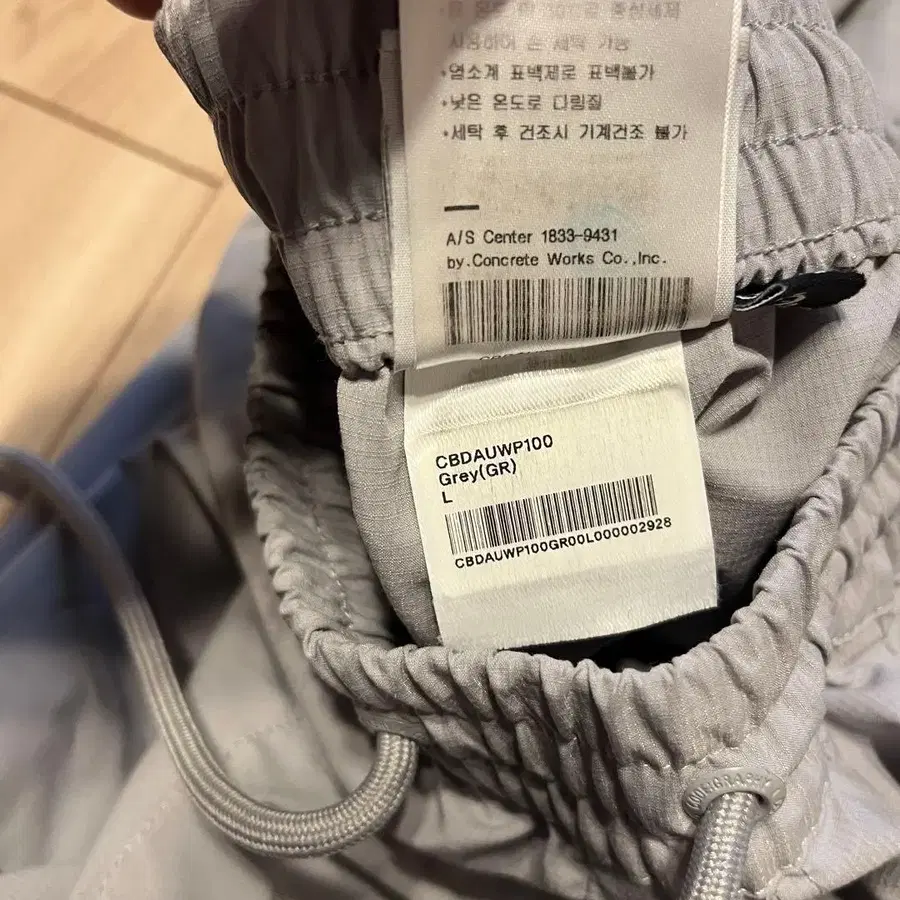 사용하여 손 세탁 가능
·염소계 표백제로 표백불가
·낮은 온도로 다림질
·세탁 후 건조시 기계건조 불가
A/S Center 1833-9431
by.Concrete Works Co.,Inc.
CBDAUWP100
Grey(GR)
L
CBDAUWP100GR00L000002928